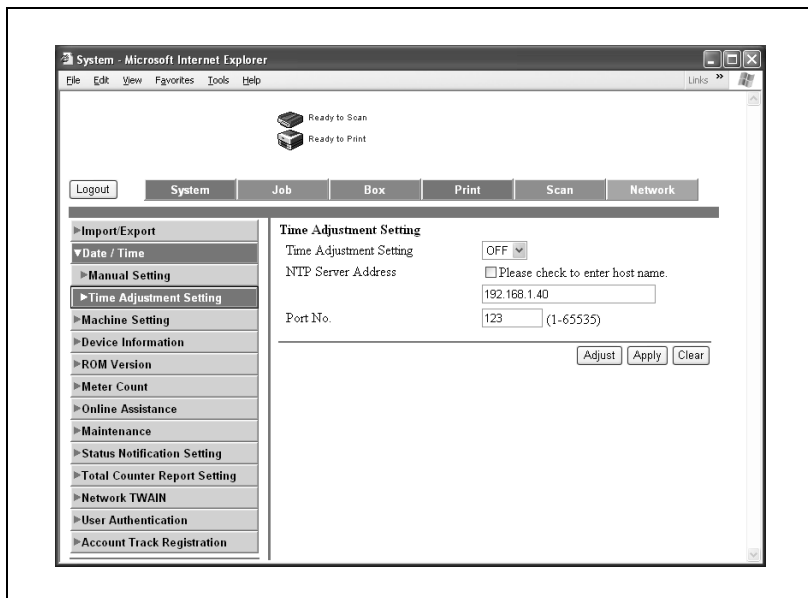 System - Microsoft Internet Explorer
File Edit View Favorites Tools Help
Links »
Ready to Scan
Ready to Print
Logout System Job Box Print Scan Network
Import/Export
Date / Time
Manual Setting
Time Adjustment Setting
Machine Setting
Device Information
ROM Version
Meter Count
Online Assistance
Maintenance
Status Notification Setting
Total Counter Report Setting
Network TWAIN
User Authentication
Account Track Registration
Time Adjustment Setting
Time Adjustment Setting OFF
NTP Server Address Please check to enter host name.
192.168.1.40
Port No. 123 (1-65535)
Adjust Apply Clear